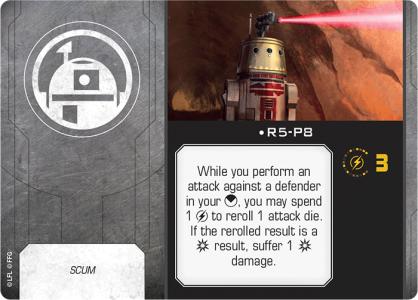 • R5-P8
While you perform an
attack against a defender
in your , you may spend
1 to reroll 1 attack die.
If the rerolled result is a
result, suffer 1
damage.
3
SCUM
© LFL © FFG